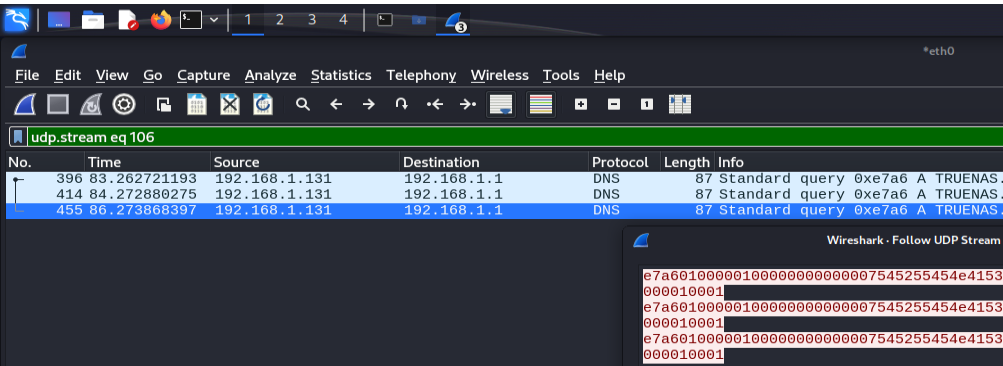 1 2 3 4 3
*eth0
File Edit View Go Capture Analyze Statistics Telephony Wireless Tools Help
udp.stream eq 106
No. Time Source Destination Protocol Length Info
396 83.262721193 192.168.1.131 192.168.1.1 DNS 87 Standard query 0xe7a6 A TRUENAS.
414 84.272880275 192.168.1.131 192.168.1.1 DNS 87 Standard query 0xe7a6 A TRUENAS.
455 86.273868397 192.168.1.131 192.168.1.1 DNS 87 Standard query 0xe7a6 A TRUENAS.
Wireshark · Follow UDP Stream
e7a60100000100000000000007545255454e4153
000010001
e7a60100000100000000000007545255454e4153
000010001
e7a60100000100000000000007545255454e4153
000010001